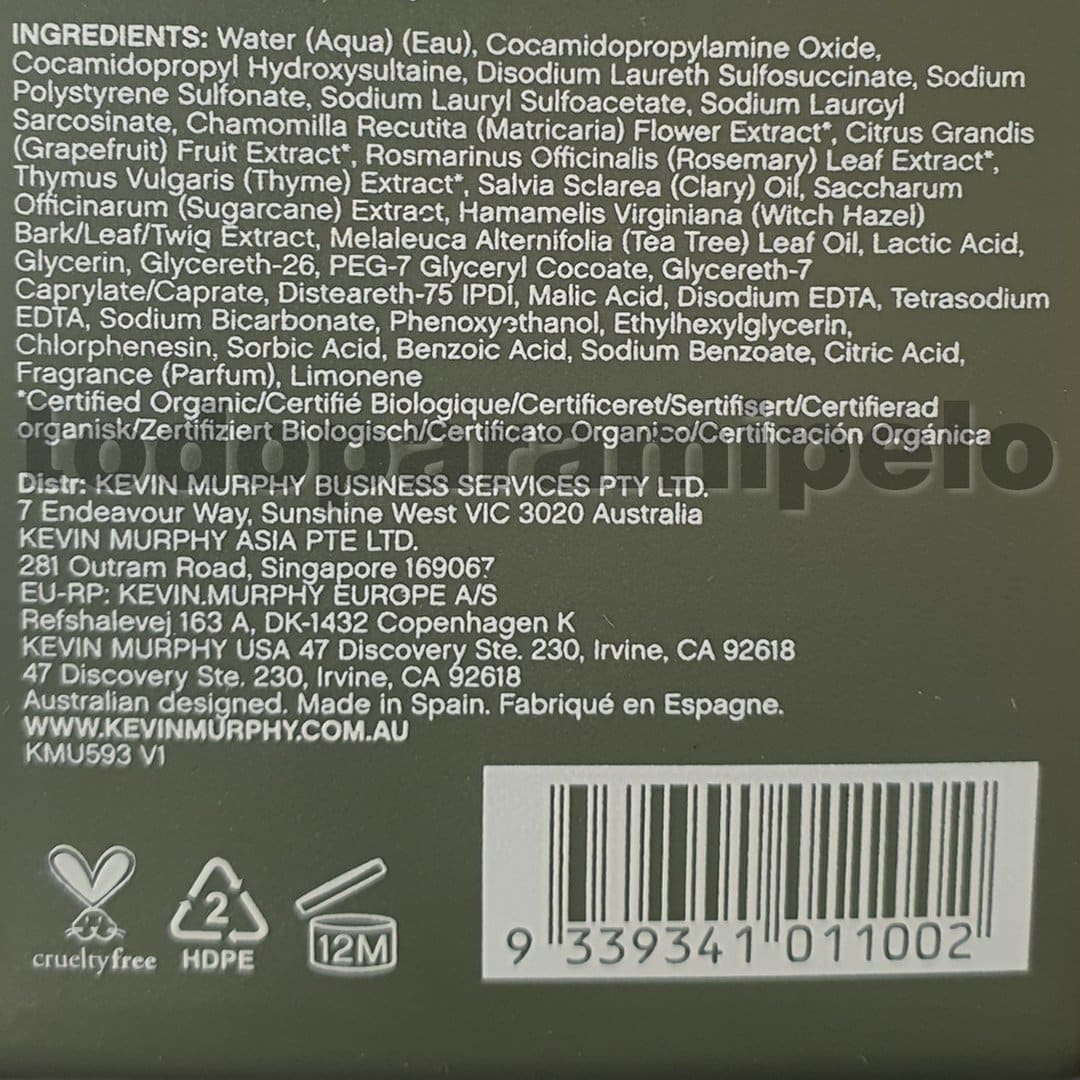 INGREDIENTS: Water (Aqua) (Eau), Cocamidopropylamine Oxide,
Cocamidopropyl Hydroxysultaine, Disodium Laureth Sulfosuccinate, Sodium
Polystyrene Sulfonate, Sodium Lauryl Sulfoacetate, Sodium Lauroyl
Sarcosinate, Chamomilla Recutita (Matricaria) Flower Extract*, Citrus Grandis
(Grapefruit) Fruit Extract*, Rosmarinus Officinalis (Rosemary) Leaf Extract*,
Thymus Vulgaris (Thyme) Extract*, Salvia Sclarea (Clary) Oil, Saccharum
Officinarum (Sugarcane) Extract, Hamamelis Virginiana (Witch Hazel)
Bark/Leaf/Twig Extract, Melaleuca Alternifolia (Tea Tree) Leaf Oil, Lactic Acid,
Glycerin, Glycereth-26, PEG-7 Glyceryl Cocoate, Glycereth-7
Caprylate/Caprate, Disteareth-75 IPDI, Malic Acid, Disodium EDTA, Tetrasodium
EDTA, Sodium Bicarbonate, Phenoxyethanol, Ethylhexylglycerin,
Chlorphenesin, Sorbic Acid, Benzoic Acid, Sodium Benzoate, Citric Acid,
Fragrance (Parfum), Limonene
*Certified Organic/Certifié Biologique/Certificeret/Sertifisert/Certifierad
organisk/Zertifiziert Biologisch/Certificato Organico/Certificación Orgánica
todoparamipelo
Distr: KEVIN MURPHY BUSINESS SERVICES PTY LTD.
7 Endeavour Way, Sunshine West VIC 3020 Australia
KEVIN MURPHY ASIA PTE LTD.
281 Outram Road, Singapore 169067
EU-RP: KEVIN.MURPHY EUROPE A/S
Refshalevej 163 A, DK-1432 Copenhagen K
KEVIN MURPHY USA 47 Discovery Ste. 230, Irvine, CA 92618
47 Discovery Ste. 230, Irvine, CA 92618
Australian designed. Made in Spain. Fabriqué en Espagne.
WWW.KEVINMURPHY.COM.AU
KMU593 V1
cruelty free
2
HDPE
12M
9 339341 011002